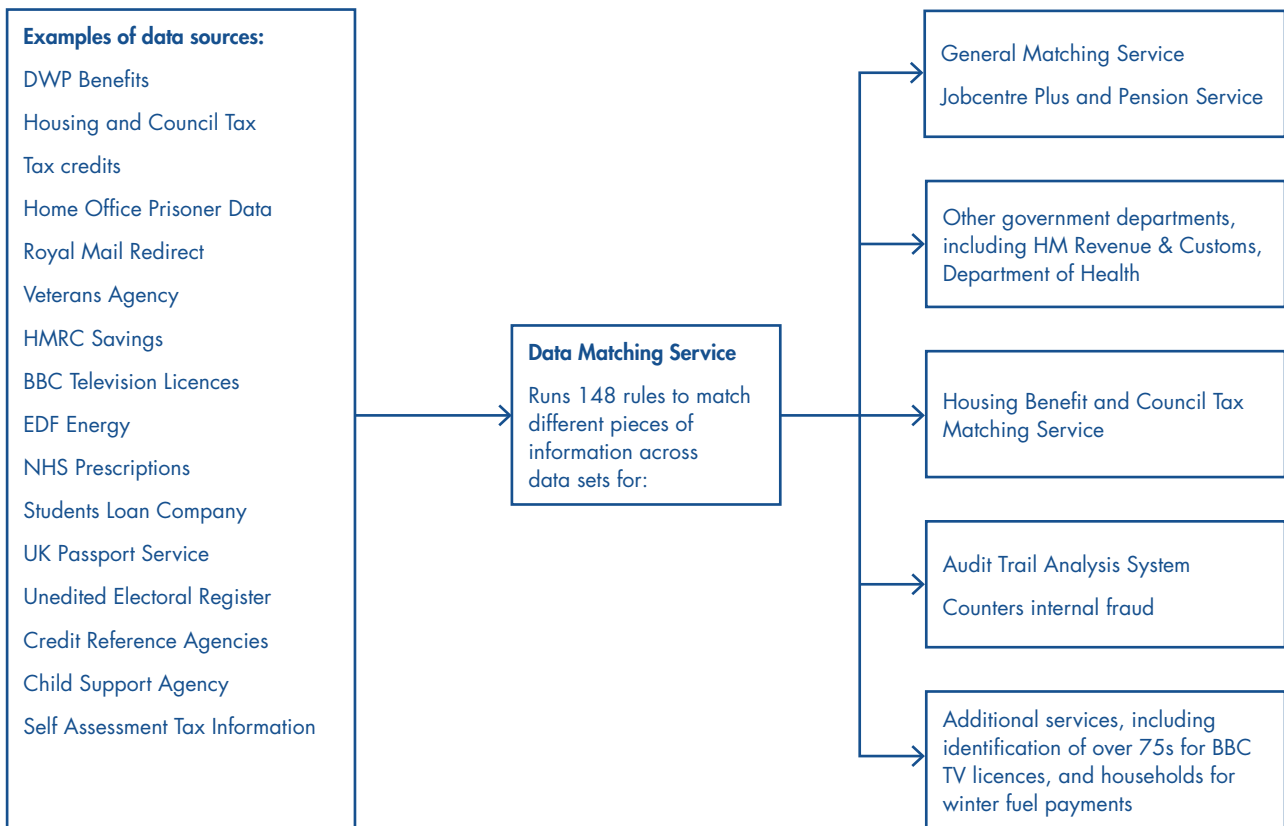 Examples of data sources:
DWP Benefits
Housing and Council Tax
Tax credits
Home Office Prisoner Data
Royal Mail Redirect
Veterans Agency
HMRC Savings
BBC Television Licences
EDF Energy
NHS Prescriptions
Students Loan Company
UK Passport Service
Unedited Electoral Register
Credit Reference Agencies
Child Support Agency
Self Assessment Tax Information
Data Matching Service
Runs 148 rules to match
different pieces of
information across
data sets for:
General Matching Service
Jobcentre Plus and Pension Service
Other government departments,
including HM Revenue & Customs,
Department of Health
Housing Benefit and Council Tax
Matching Service
Audit Trail Analysis System
Counters internal fraud
Additional services, including
identification of over 75s for BBC
TV licences, and households for
winter fuel payments